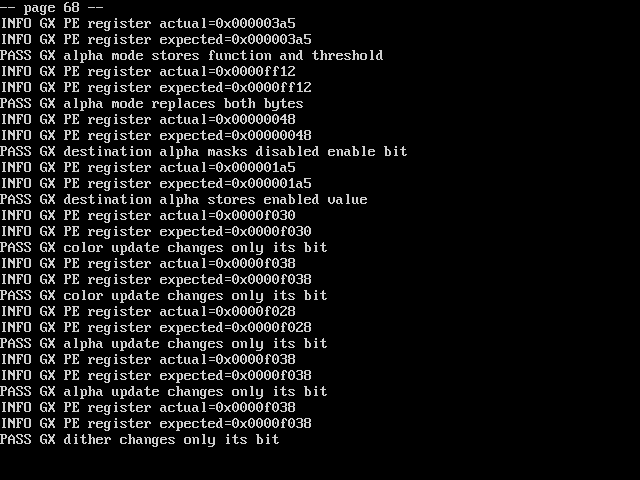 -- page 68 --
INFO GX PE register actual=0x000003a5
INFO GX PE register expected=0x000003a5
PASS GX alpha mode stores function and threshold
INFO GX PE register actual=0x0000ff12
INFO GX PE register expected=0x0000ff12
PASS GX alpha mode replaces both bytes
INFO GX PE register actual=0x00000048
INFO GX PE register expected=0x00000048
PASS GX destination alpha masks disabled enable bit
INFO GX PE register actual=0x000001a5
INFO GX PE register expected=0x000001a5
PASS GX destination alpha stores enabled value
INFO GX PE register actual=0x0000f030
INFO GX PE register expected=0x0000f030
PASS GX color update changes only its bit
INFO GX PE register actual=0x0000f038
INFO GX PE register expected=0x0000f038
PASS GX color update changes only its bit
INFO GX PE register actual=0x0000f028
INFO GX PE register expected=0x0000f028
PASS GX alpha update changes only its bit
INFO GX PE register actual=0x0000f038
INFO GX PE register expected=0x0000f038
PASS GX alpha update changes only its bit
INFO GX PE register actual=0x0000f038
INFO GX PE register expected=0x0000f038
PASS GX dither changes only its bit